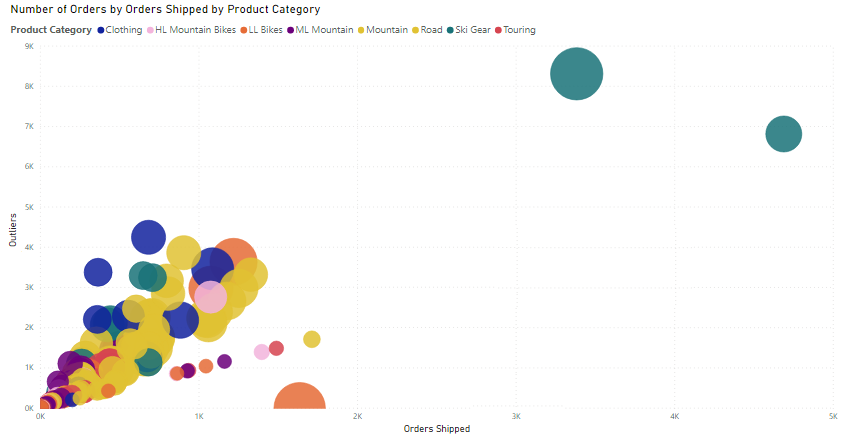 Number of Orders by Orders Shipped by Product Category
Product Category Clothing HL Mountain Bikes LL Bikes ML Mountain Mountain Road Ski Gear Touring
9K
8K
7K
6K
5K
4K
3K
2K
1K
0K
Outliers
0K 1K 2K 3K 4K 5K
Orders Shipped